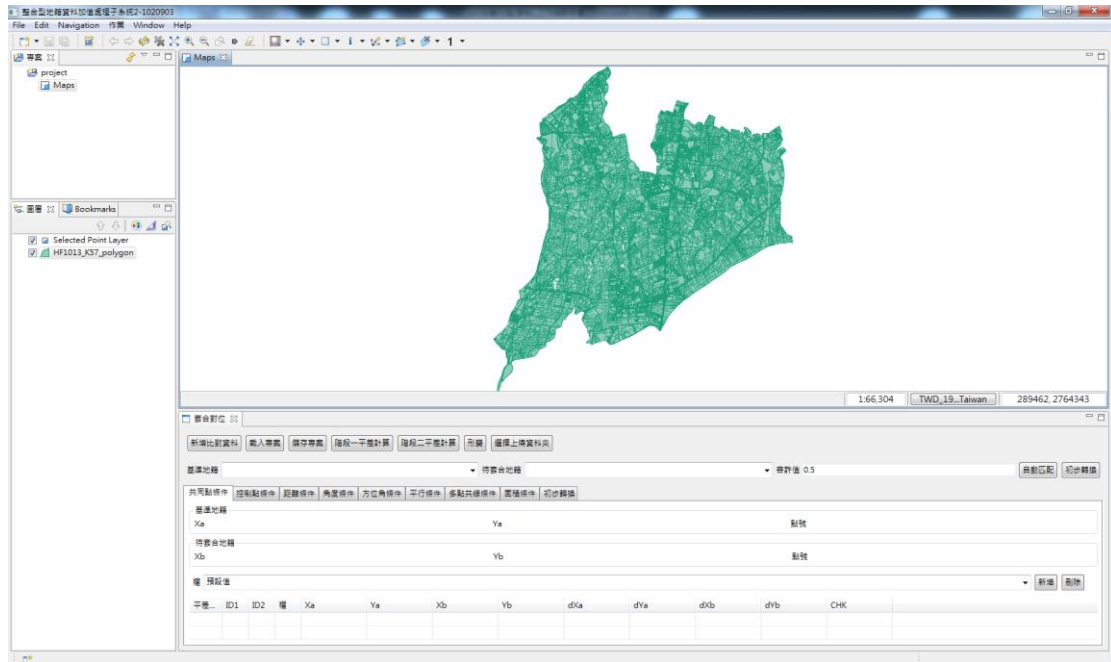 整合型地籍資料加值處理子系統2-1020903
File Edit Navigation 作業 Window Help
專案
Maps
project
Maps
圖層 Bookmarks
Selected Point Layer
HF1013_K57_polygon
1:66,304 TWD_19...Taiwan 289462, 2764343
套合對位
新增比對資料 載入專案 儲存專案 階段一平差計算 階段二平差計算 形變 選擇上傳資料夾
基準地籍 待套合地籍 容許值 0.5 自動匹配 初步轉換
共同點條件 控制點條件 距離條件 角度條件 方位角條件 平行條件 多點共線條件 面積條件 初步轉換
基準地籍
Xa Ya 點號
待套合地籍
Xb Yb 點號
權 預設值 新增 刪除
平差... ID1 ID2 權 Xa Ya Xb Yb dXa dYa dXb dYb CHK